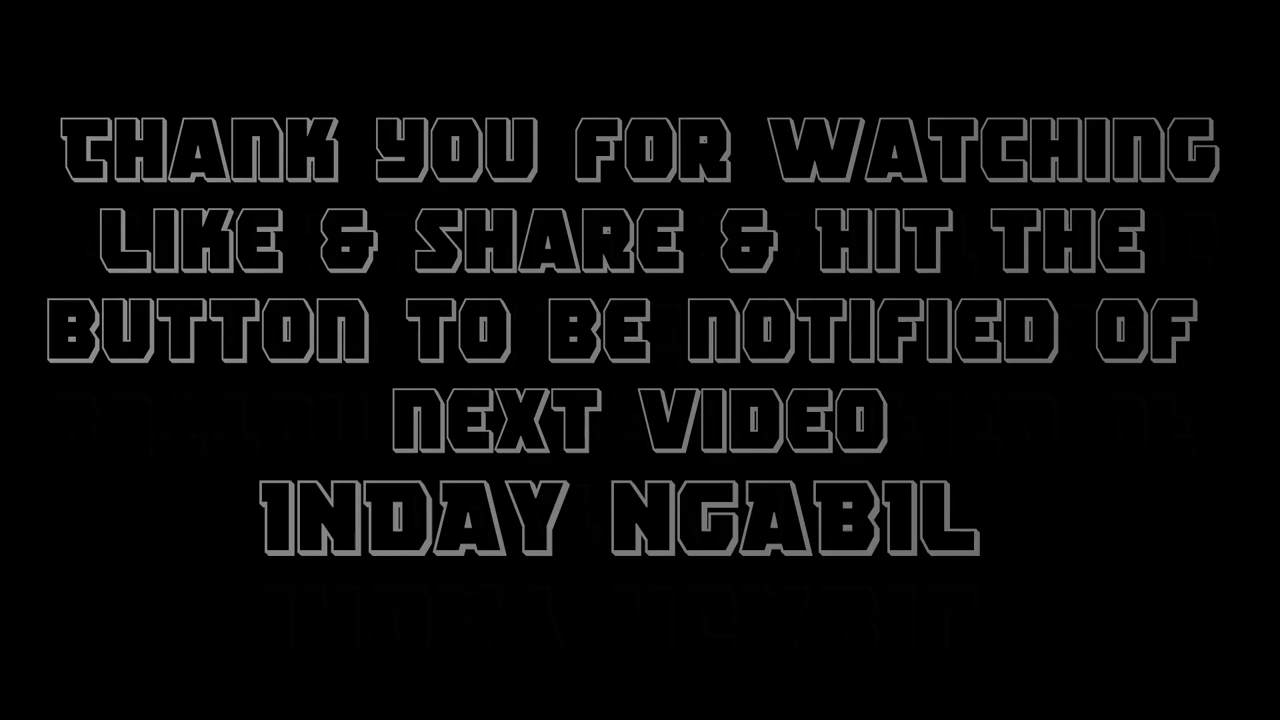 THANK YOU FOR WATCHING
LIKE & SHARE & HIT THE
BUTTON TO BE NOTIFIED OF
NEXT VIDEO
INDAY NGABIL